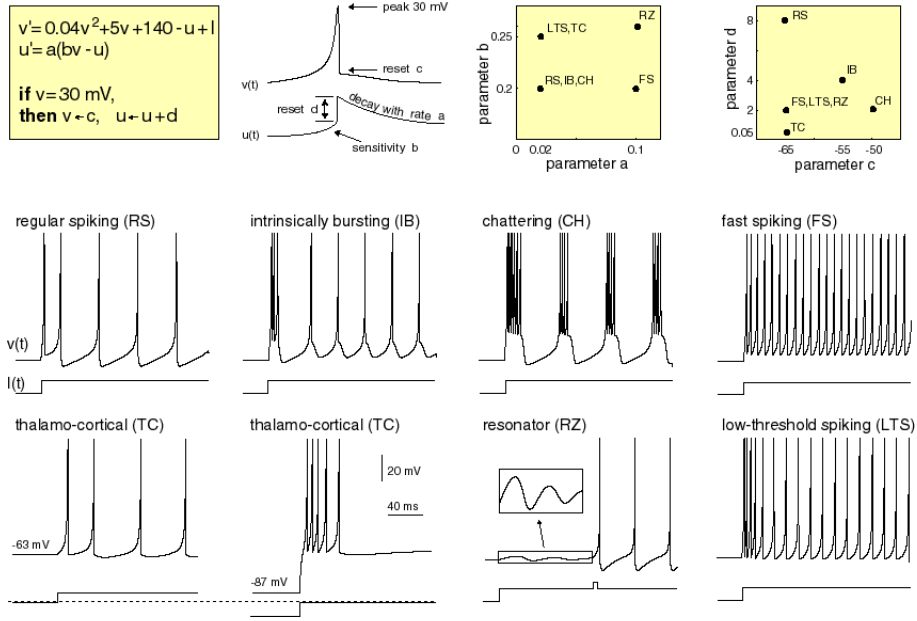 v'= 0.04v²+5v+140 -u+I
u'= a(bv-u)
if v=30 mV,
then v←c, u←u+d
peak 30 mV
reset c
v(t)
reset d
decay with rate a
u(t)
sensitivity b
parameter b
0.25
0.2
LTS,TC
RZ
RS,IB,CH
FS
0
0.02
0.1
parameter a
parameter d
8
4
2
0.05
RS
IB
FS,LTS,RZ
CH
TC
-65
-55
-50
parameter c
regular spiking (RS)
intrinsically bursting (IB)
chattering (CH)
fast spiking (FS)
v(t)
I(t)
thalamo-cortical (TC)
thalamo-cortical (TC)
resonator (RZ)
low-threshold spiking (LTS)
20 mV
40 ms
-63 mV
-87 mV